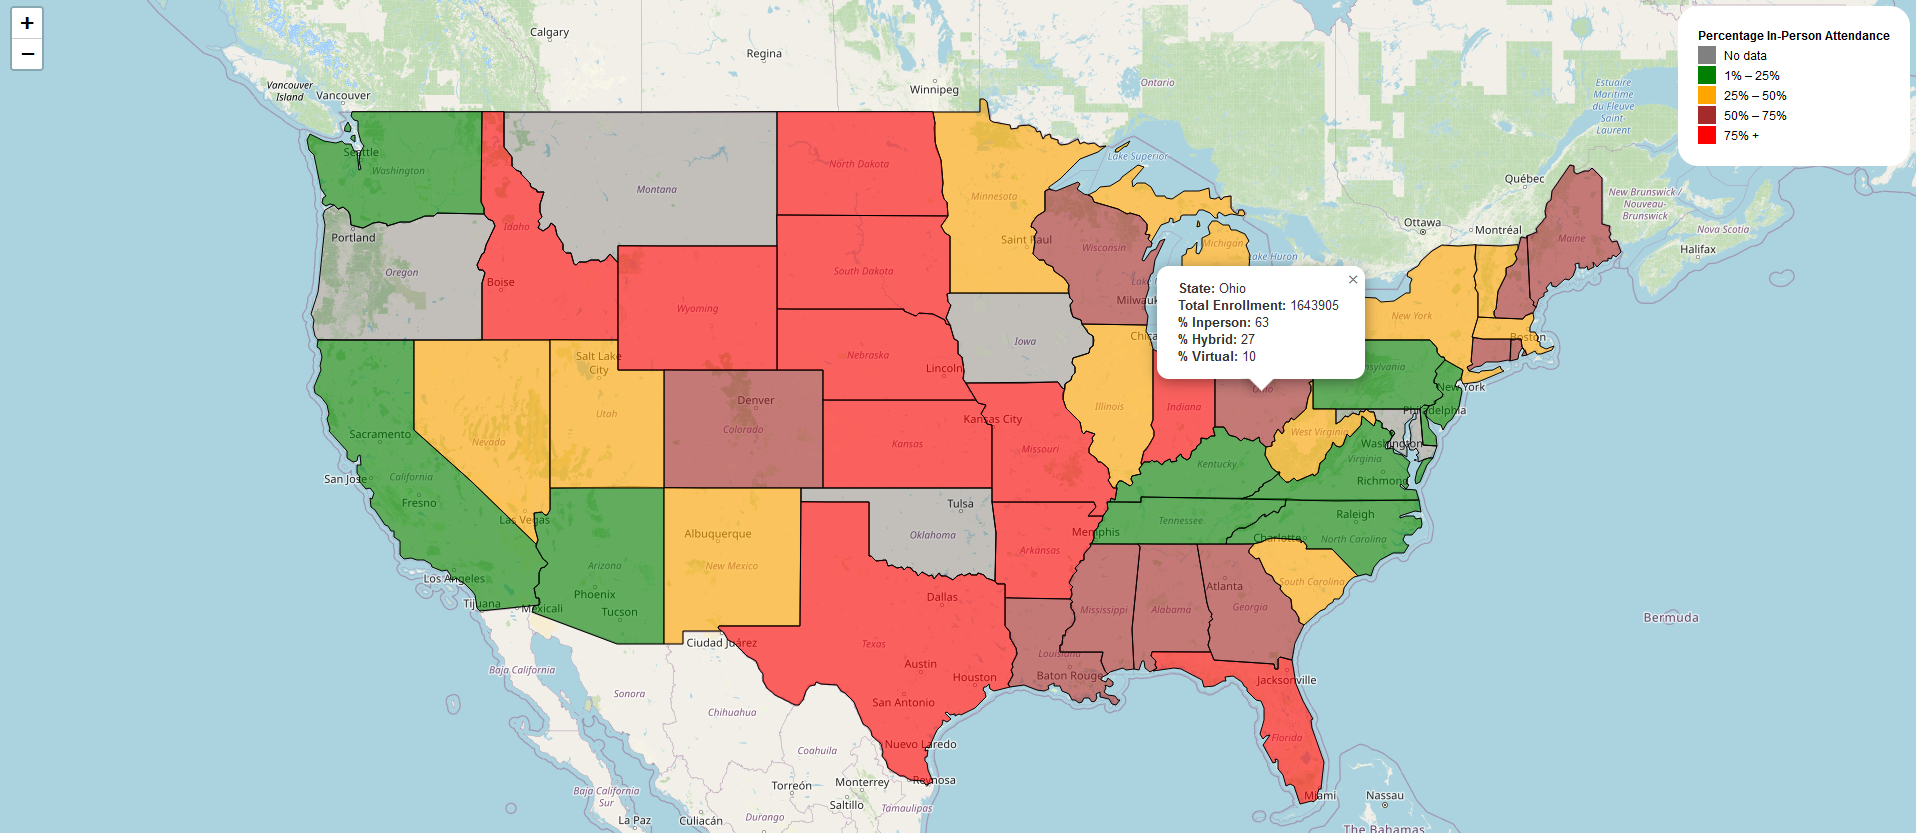 +
−
Percentage In-Person Attendance
No data
1% – 25%
25% – 50%
50% – 75%
75% +
State: Ohio
Total Enrollment: 1643905
% Inperson: 63
% Hybrid: 27
% Virtual: 10
×
Calgary
Regina
Winnipeg
Vancouver
Island
Vancouver
Ontario
Estuaire
Maritime
du Fleuve
Saint-
Laurent
Lake Superior
Québec
New Brunswick /
Nouveau-
Brunswick
Nova Scotia
Halifax
Ottawa
Montréal
Maine
Seattle
Washington
North Dakota
Montana
Minnesota
Saint Paul
Wisconsin
Michigan
Lake Huron
Portland
Oregon
Idaho
Boise
South Dakota
Wyoming
Milwauk
New York
Boston
Iowa
Chica
Salt Lake
City
Nebraska
Lincoln
sylvania
New York
Philadelphia
Denver
Colorado
Utah
Nevada
Sacramento
California
San Jose
Fresno
Kansas City
Kansas
Missouri
Illinois
Indiana
Ohio
West Virginia
Washington
Virginia
Richmond
Kentucky
Las Vegas
Tulsa
Oklahoma
Albuquerque
New Mexico
Arizona
Phoenix
Tucson
Los Angeles
Tijuana
Mexicali
Memphis
Tennessee
Arkansas
Raleigh
Charlotte
North Carolina
South Carolina
Atlanta
Georgia
Mississippi
Alabama
Dallas
Texas
Austin
Houston
San Antonio
Louisiana
Baton Rouge
Jacksonville
Florida
Miami
Bermuda
Ciudad Juárez
Baja California
Sonora
Chihuahua
Coahuila
Nuevo Laredo
Reynosa
Torreón
Monterrey
Saltillo
Tamaulipas
Durango
Baja California
Sur
La Paz
Culiacán
Nassau
The Bahamas